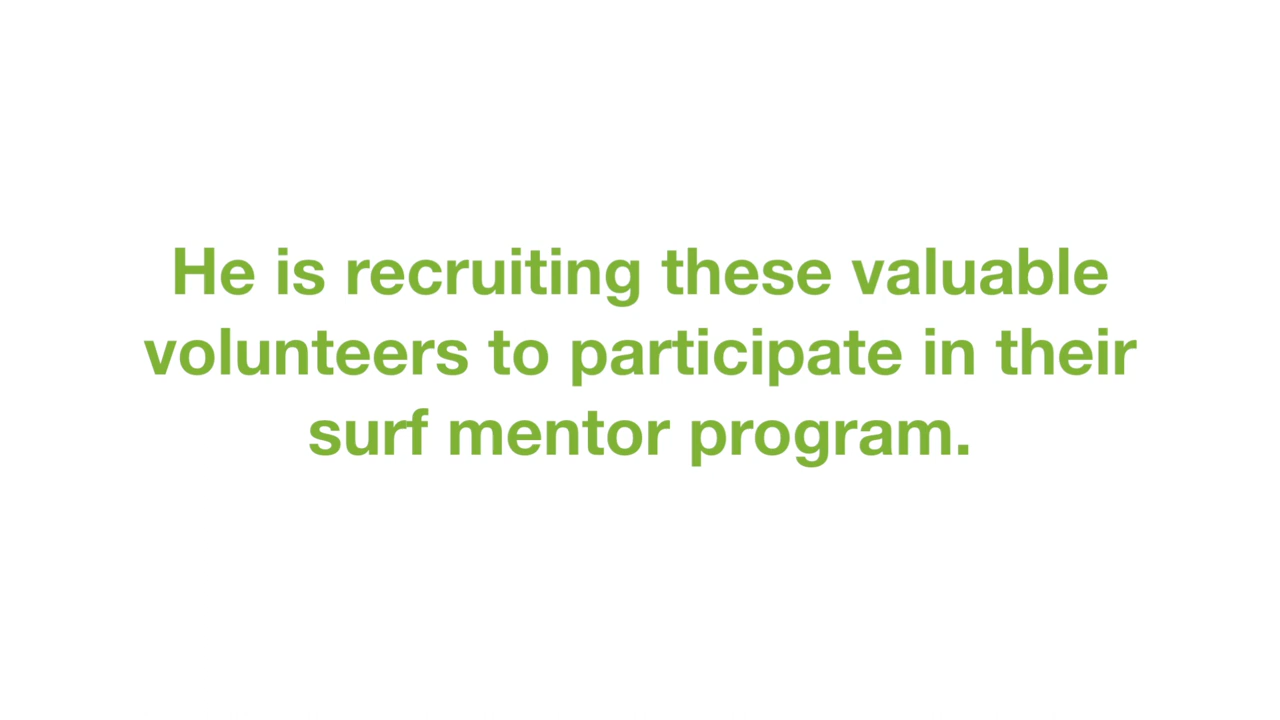 He is recruiting these valuable
volunteers to participate in their
surf mentor program.